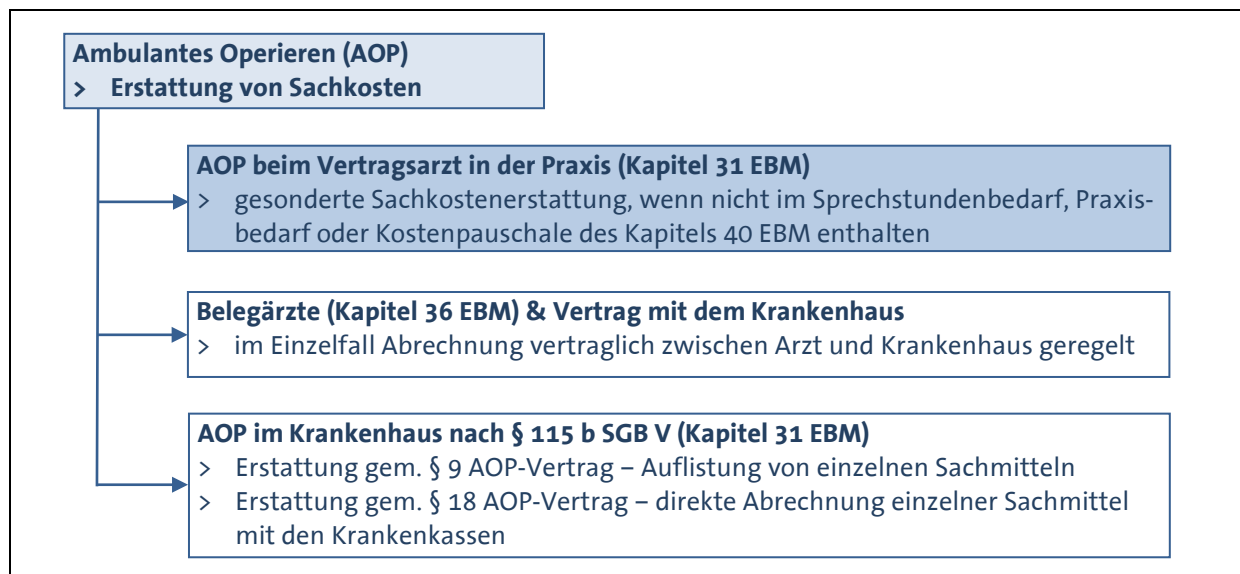 Ambulantes Operieren (AOP)
> Erstattung von Sachkosten
AOP beim Vertragsarzt in der Praxis (Kapitel 31 EBM)
> gesonderte Sachkostenerstattung, wenn nicht im Sprechstundenbedarf, Praxis-
bedarf oder Kostenpauschale des Kapitels 40 EBM enthalten
Belegärzte (Kapitel 36 EBM) & Vertrag mit dem Krankenhaus
> im Einzelfall Abrechnung vertraglich zwischen Arzt und Krankenhaus geregelt
AOP im Krankenhaus nach § 115 b SGB V (Kapitel 31 EBM)
> Erstattung gem. § 9 AOP-Vertrag – Auflistung von einzelnen Sachmitteln
> Erstattung gem. § 18 AOP-Vertrag – direkte Abrechnung einzelner Sachmittel
mit den Krankenkassen